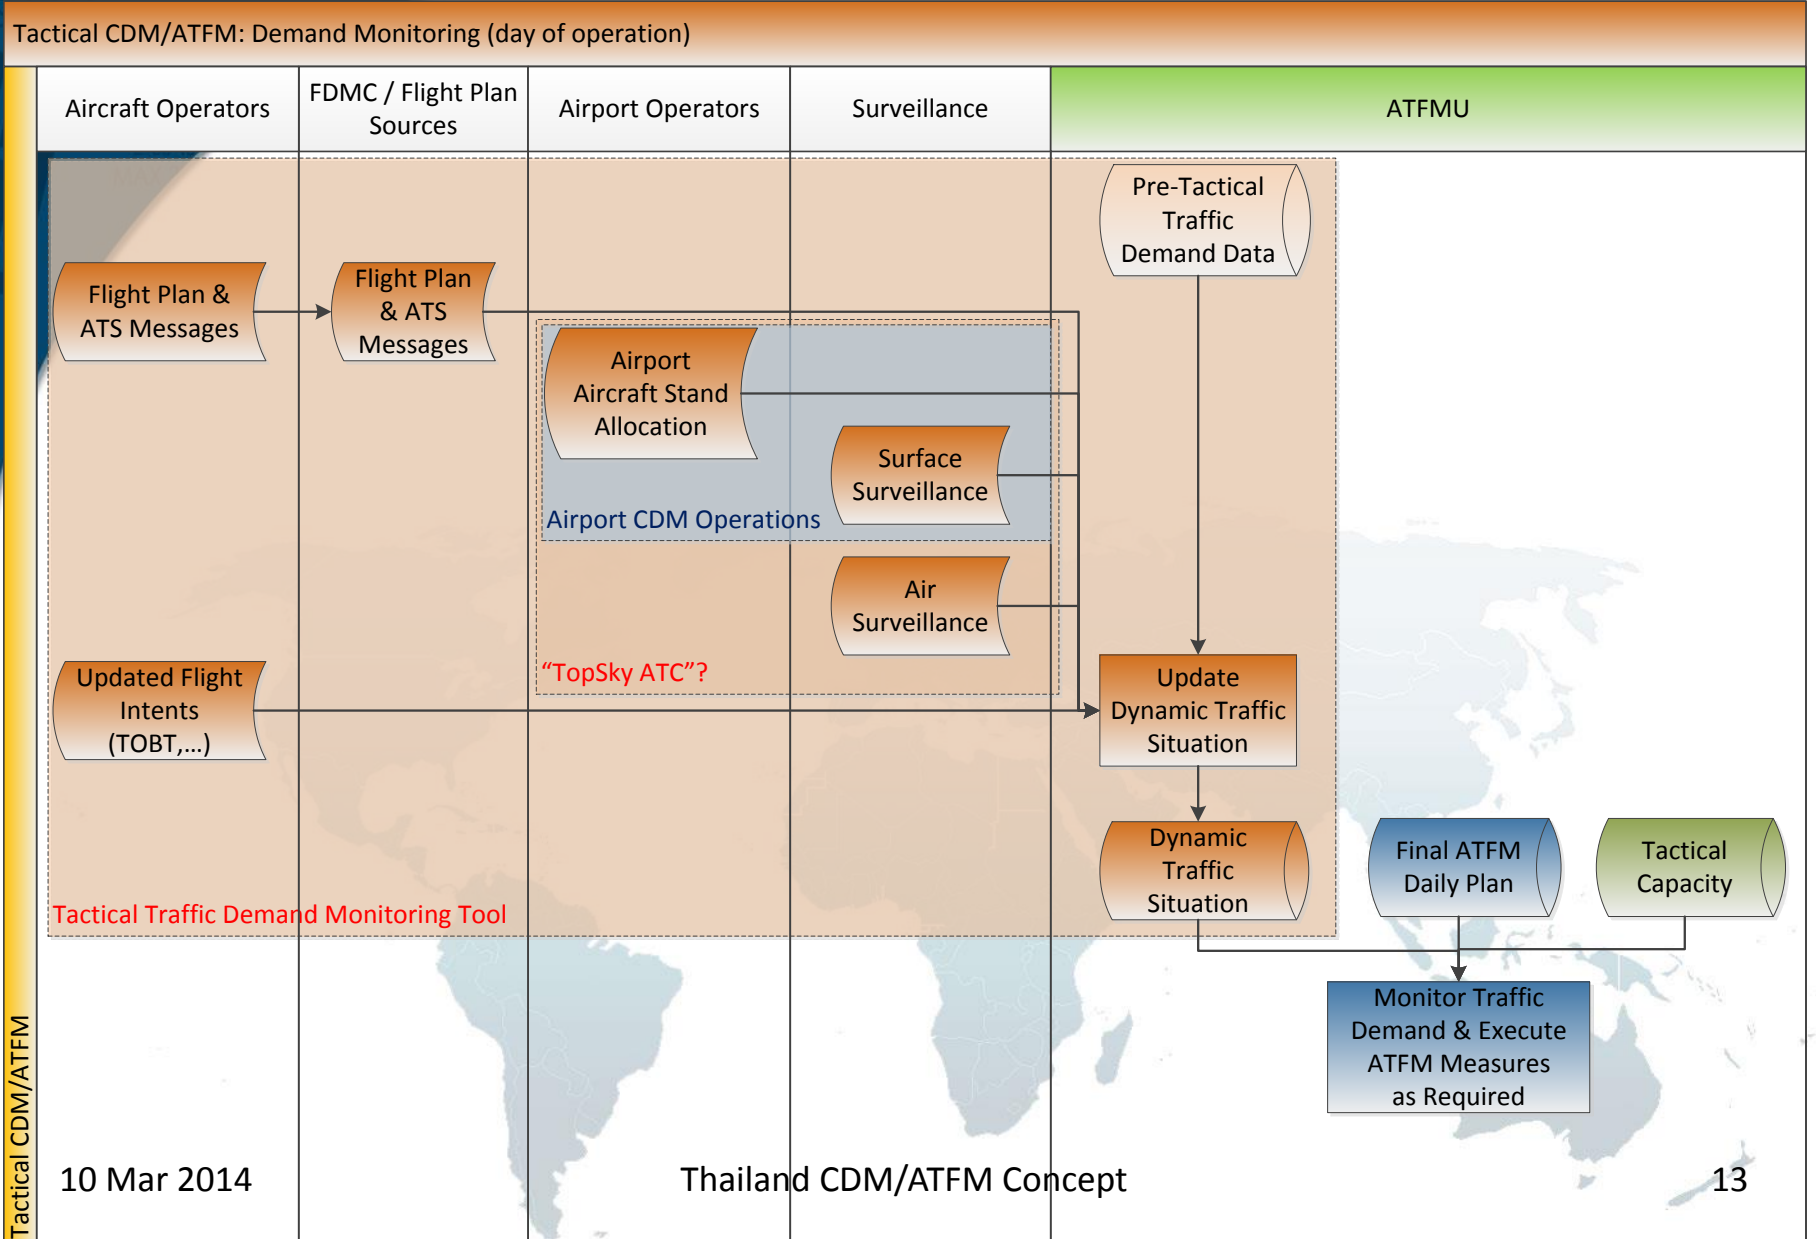 Tactical CDM/ATFM: Demand Monitoring (day of operation)
Aircraft Operators
FDMC / Flight Plan
Sources
Airport Operators
Surveillance
ATFMU
Pre-Tactical
Traffic
Demand Data
Flight Plan &
ATS Messages
Flight Plan
& ATS
Messages
Airport
Aircraft Stand
Allocation
Surface
Surveillance
Airport CDM Operations
Air
Surveillance
“TopSky ATC”?
Updated Flight
Intents
(TOBT,...)
Update
Dynamic Traffic
Situation
Dynamic
Traffic
Situation
Final ATFM
Daily Plan
Tactical
Capacity
Tactical Traffic Demand Monitoring Tool
Monitor Traffic
Demand & Execute
ATFM Measures
as Required
Tactical CDM/ATFM
10 Mar 2014
Thailand CDM/ATFM Concept
13